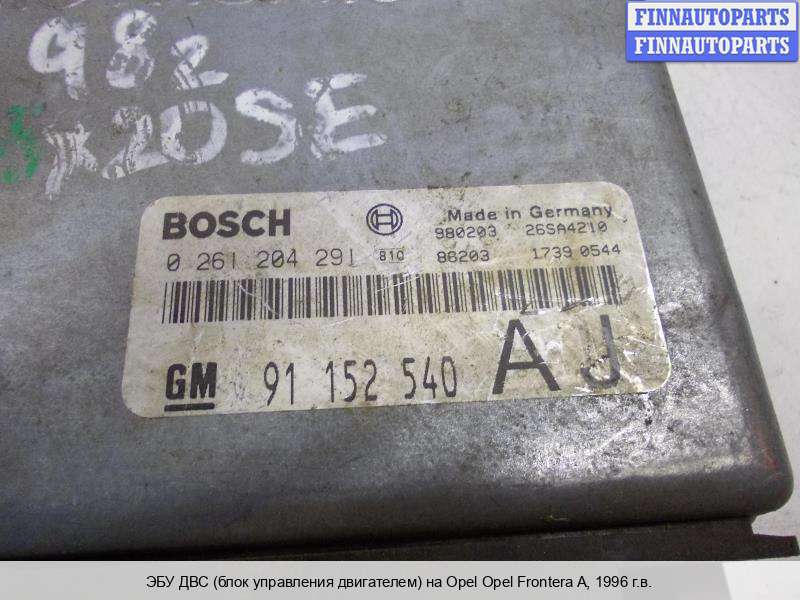 FINNAUTOPARTS
FINNAUTOPARTS
982
X20SE
BOSCH
Made in Germany
980203 26SA4210
0 261 204 291 81Q 86203 1739 0544
GM 91 152 540 AJ
ЭБУ ДВС (блок управления двигателем) на Opel Opel Frontera A, 1996 г.в.